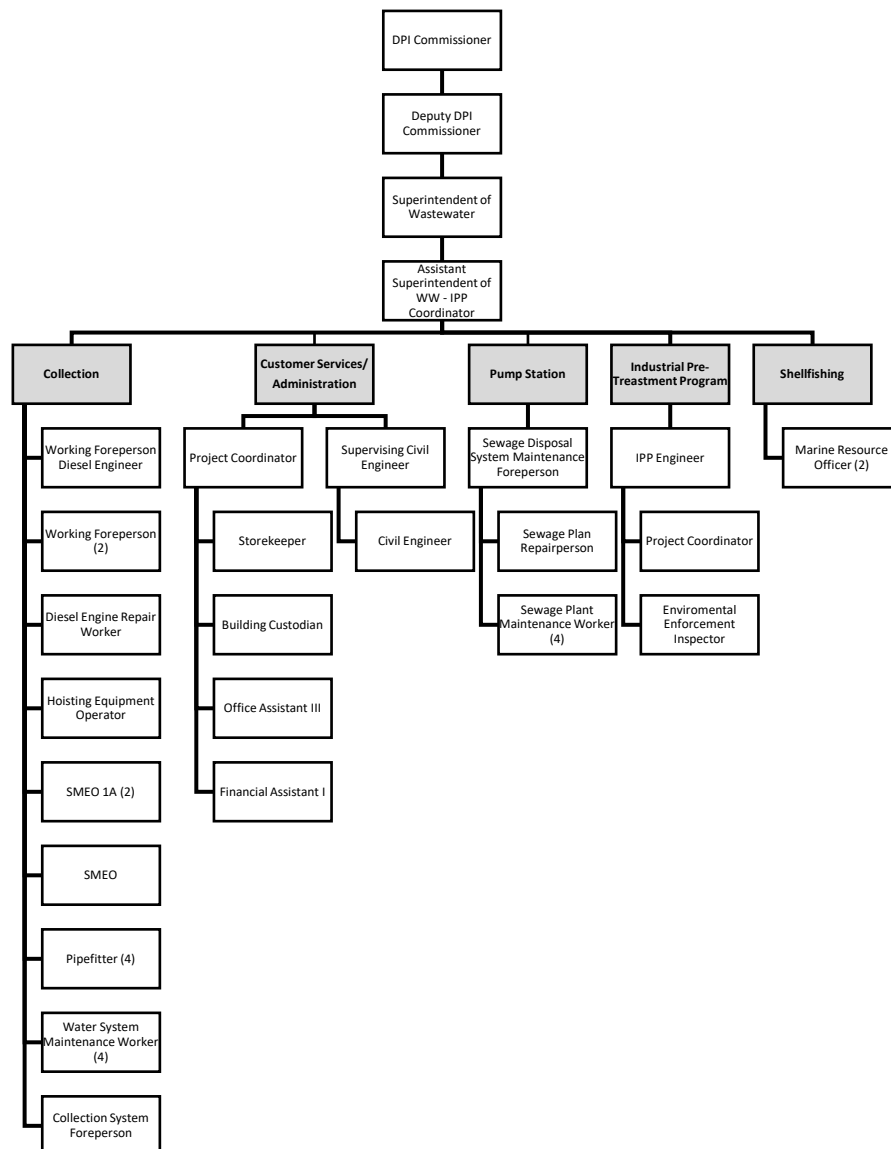 DPI Commissioner
Deputy DPI
Commissioner
Superintendent of
Wastewater
Assistant
Superintendent of
WW - IPP
Coordinator
Collection
Customer Services/
Administration
Pump Station
Industrial Pre-
Treatment Program
Shellfishing
Working Foreperson
Diesel Engineer
Working Foreperson
(2)
Diesel Engine Repair
Worker
Hoisting Equipment
Operator
SMEO 1A (2)
SMEO
Pipefitter (4)
Water System
Maintenance Worker
(4)
Collection System
Foreperson
Project Coordinator
Storekeeper
Building Custodian
Office Assistant III
Financial Assistant I
Supervising Civil
Engineer
Civil Engineer
Sewage Disposal
System Maintenance
Foreperson
Sewage Plan
Repairperson
Sewage Plant
Maintenance Worker
(4)
IPP Engineer
Project Coordinator
Enviromental
Enforcement
Inspector
Marine Resource
Officer (2)